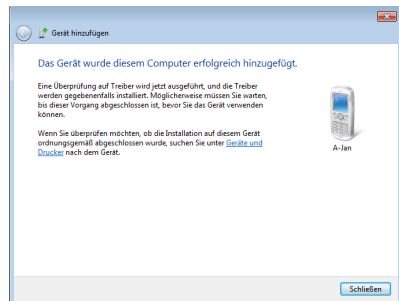 Gerät hinzufügen
Das Gerät wurde diesem Computer erfolgreich hinzugefügt.
Eine Überprüfung auf Treiber wird jetzt ausgeführt, und die Treiber
werden gegebenenfalls installiert. Möglicherweise müssen Sie warten,
bis dieser Vorgang abgeschlossen ist, bevor Sie das Gerät verwenden
können.
Wenn Sie überprüfen möchten, ob die Installation auf diesem Gerät
ordnungsgemäß abgeschlossen wurde, suchen Sie unter Geräte und
Drucker nach dem Gerät.
A-Jan
Schließen